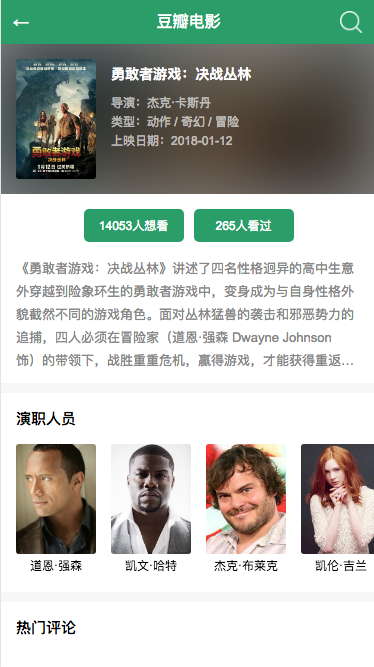 ← 豆瓣电影
勇敢者游戏：决战丛林
导演：杰克·卡斯丹
类型：动作 / 奇幻 / 冒险
上映日期：2018-01-12
勇敢者游戏
决战丛林
1月12日
14053人想看
265人看过
《勇敢者游戏：决战丛林》讲述了四名性格迥异的高中生意
外穿越到险象环生的勇敢者游戏中，变身成为与自身性格外
貌截然不同的游戏角色。面对丛林猛兽的袭击和邪恶势力的
追捕，四人必须在冒险家（道恩·强森 Dwayne Johnson
饰）的带领下，战胜重重危机，赢得游戏，才能获得重返…
演职人员
道恩·强森
凯文·哈特
杰克·布莱克
凯伦·吉兰
热门评论